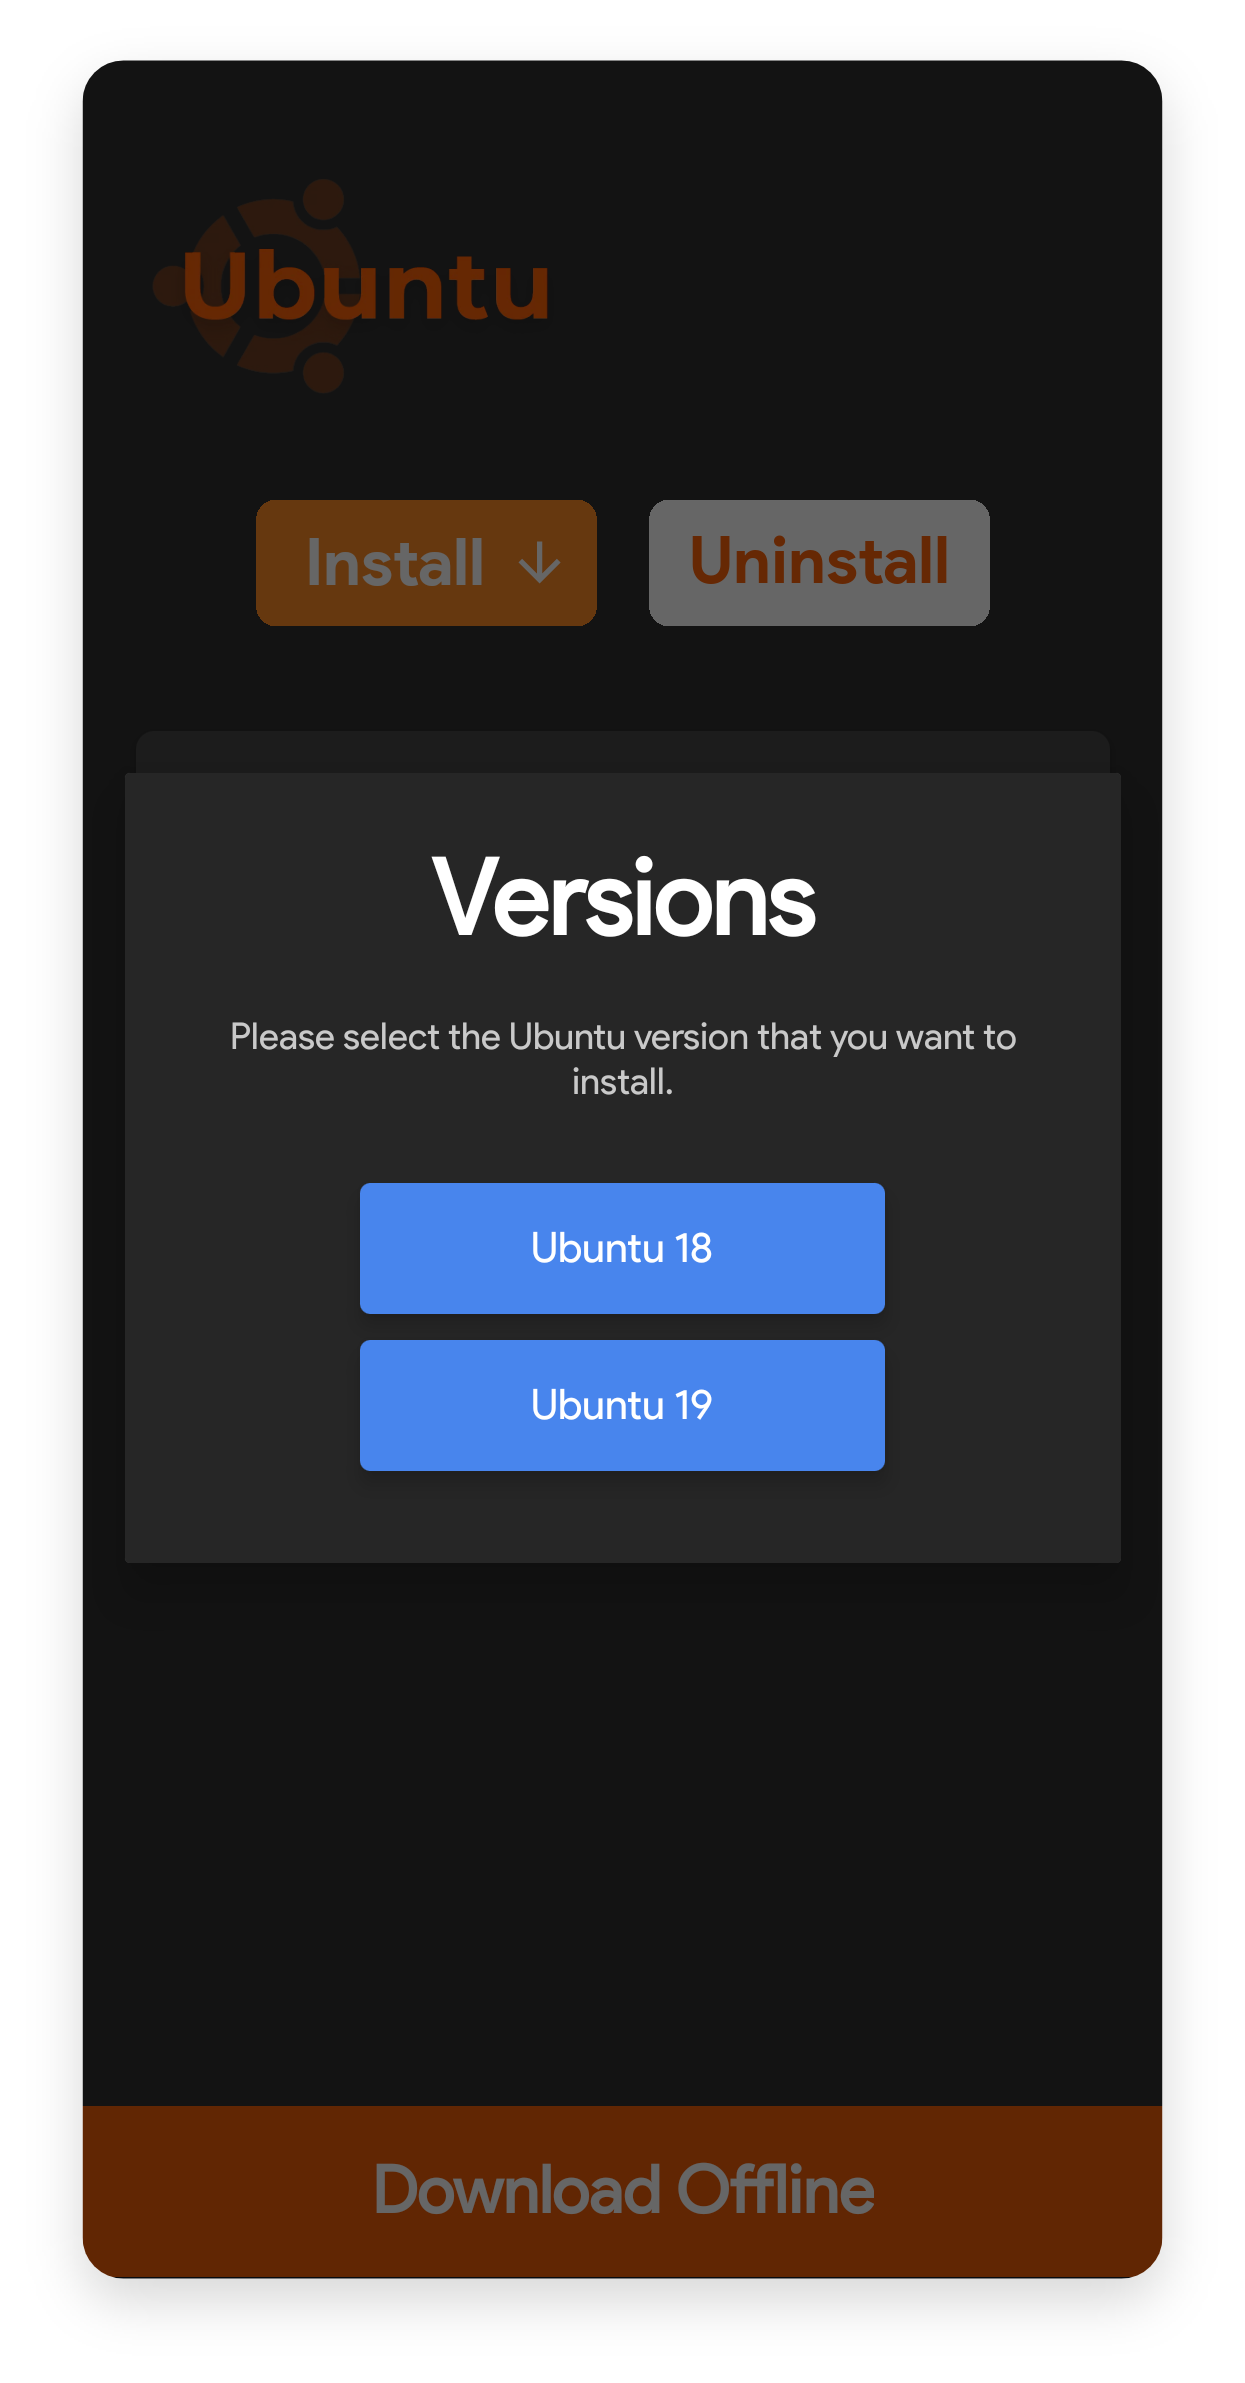 Ubuntu
Install
Uninstall
Versions
Please select the Ubuntu version that you want to
install.
Ubuntu 18
Ubuntu 19
Download Offline